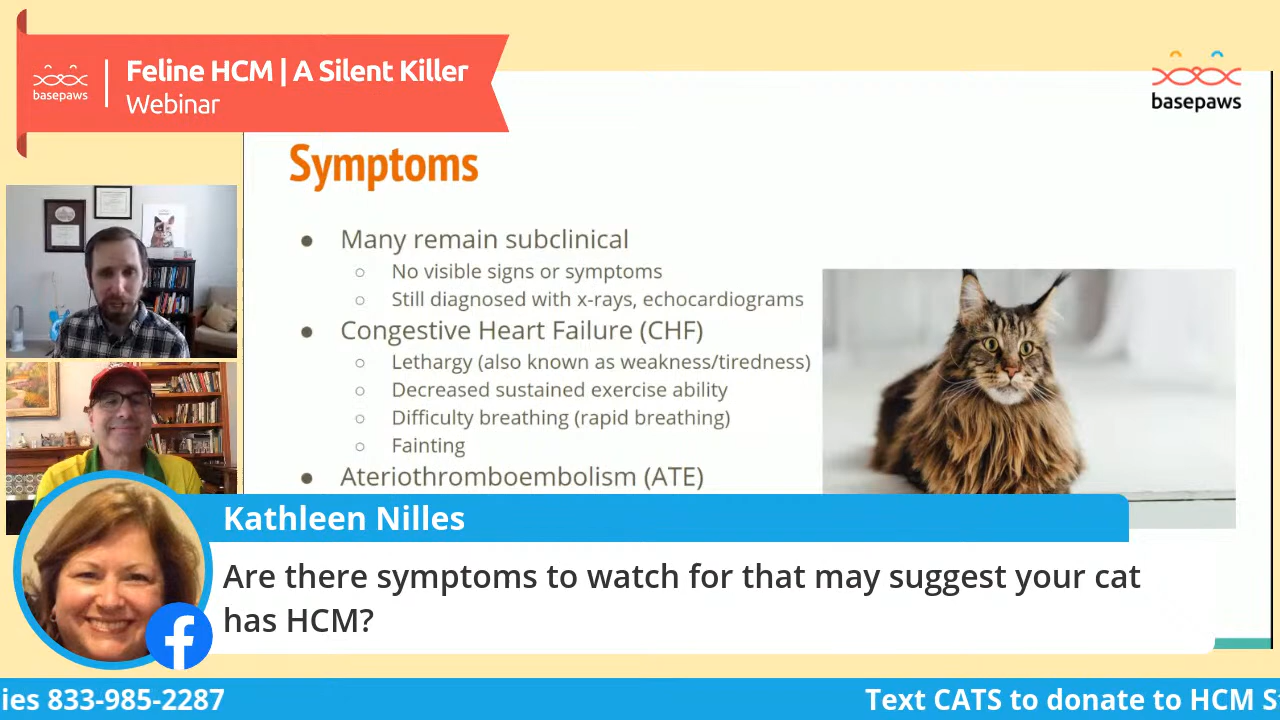 Feline HCM | A Silent Killer
basepaws
Webinar
basepaws
Symptoms
● Many remain subclinical
○ No visible signs or symptoms
○ Still diagnosed with x-rays, echocardiograms
● Congestive Heart Failure (CHF)
○ Lethargy (also known as weakness/tiredness)
○ Decreased sustained exercise ability
○ Difficulty breathing (rapid breathing)
○ Fainting
● Ateriothromboembolism (ATE)
Kathleen Nilles
Are there symptoms to watch for that may suggest your cat
has HCM?
ies 833-985-2287
Text CATS to donate to HCM St